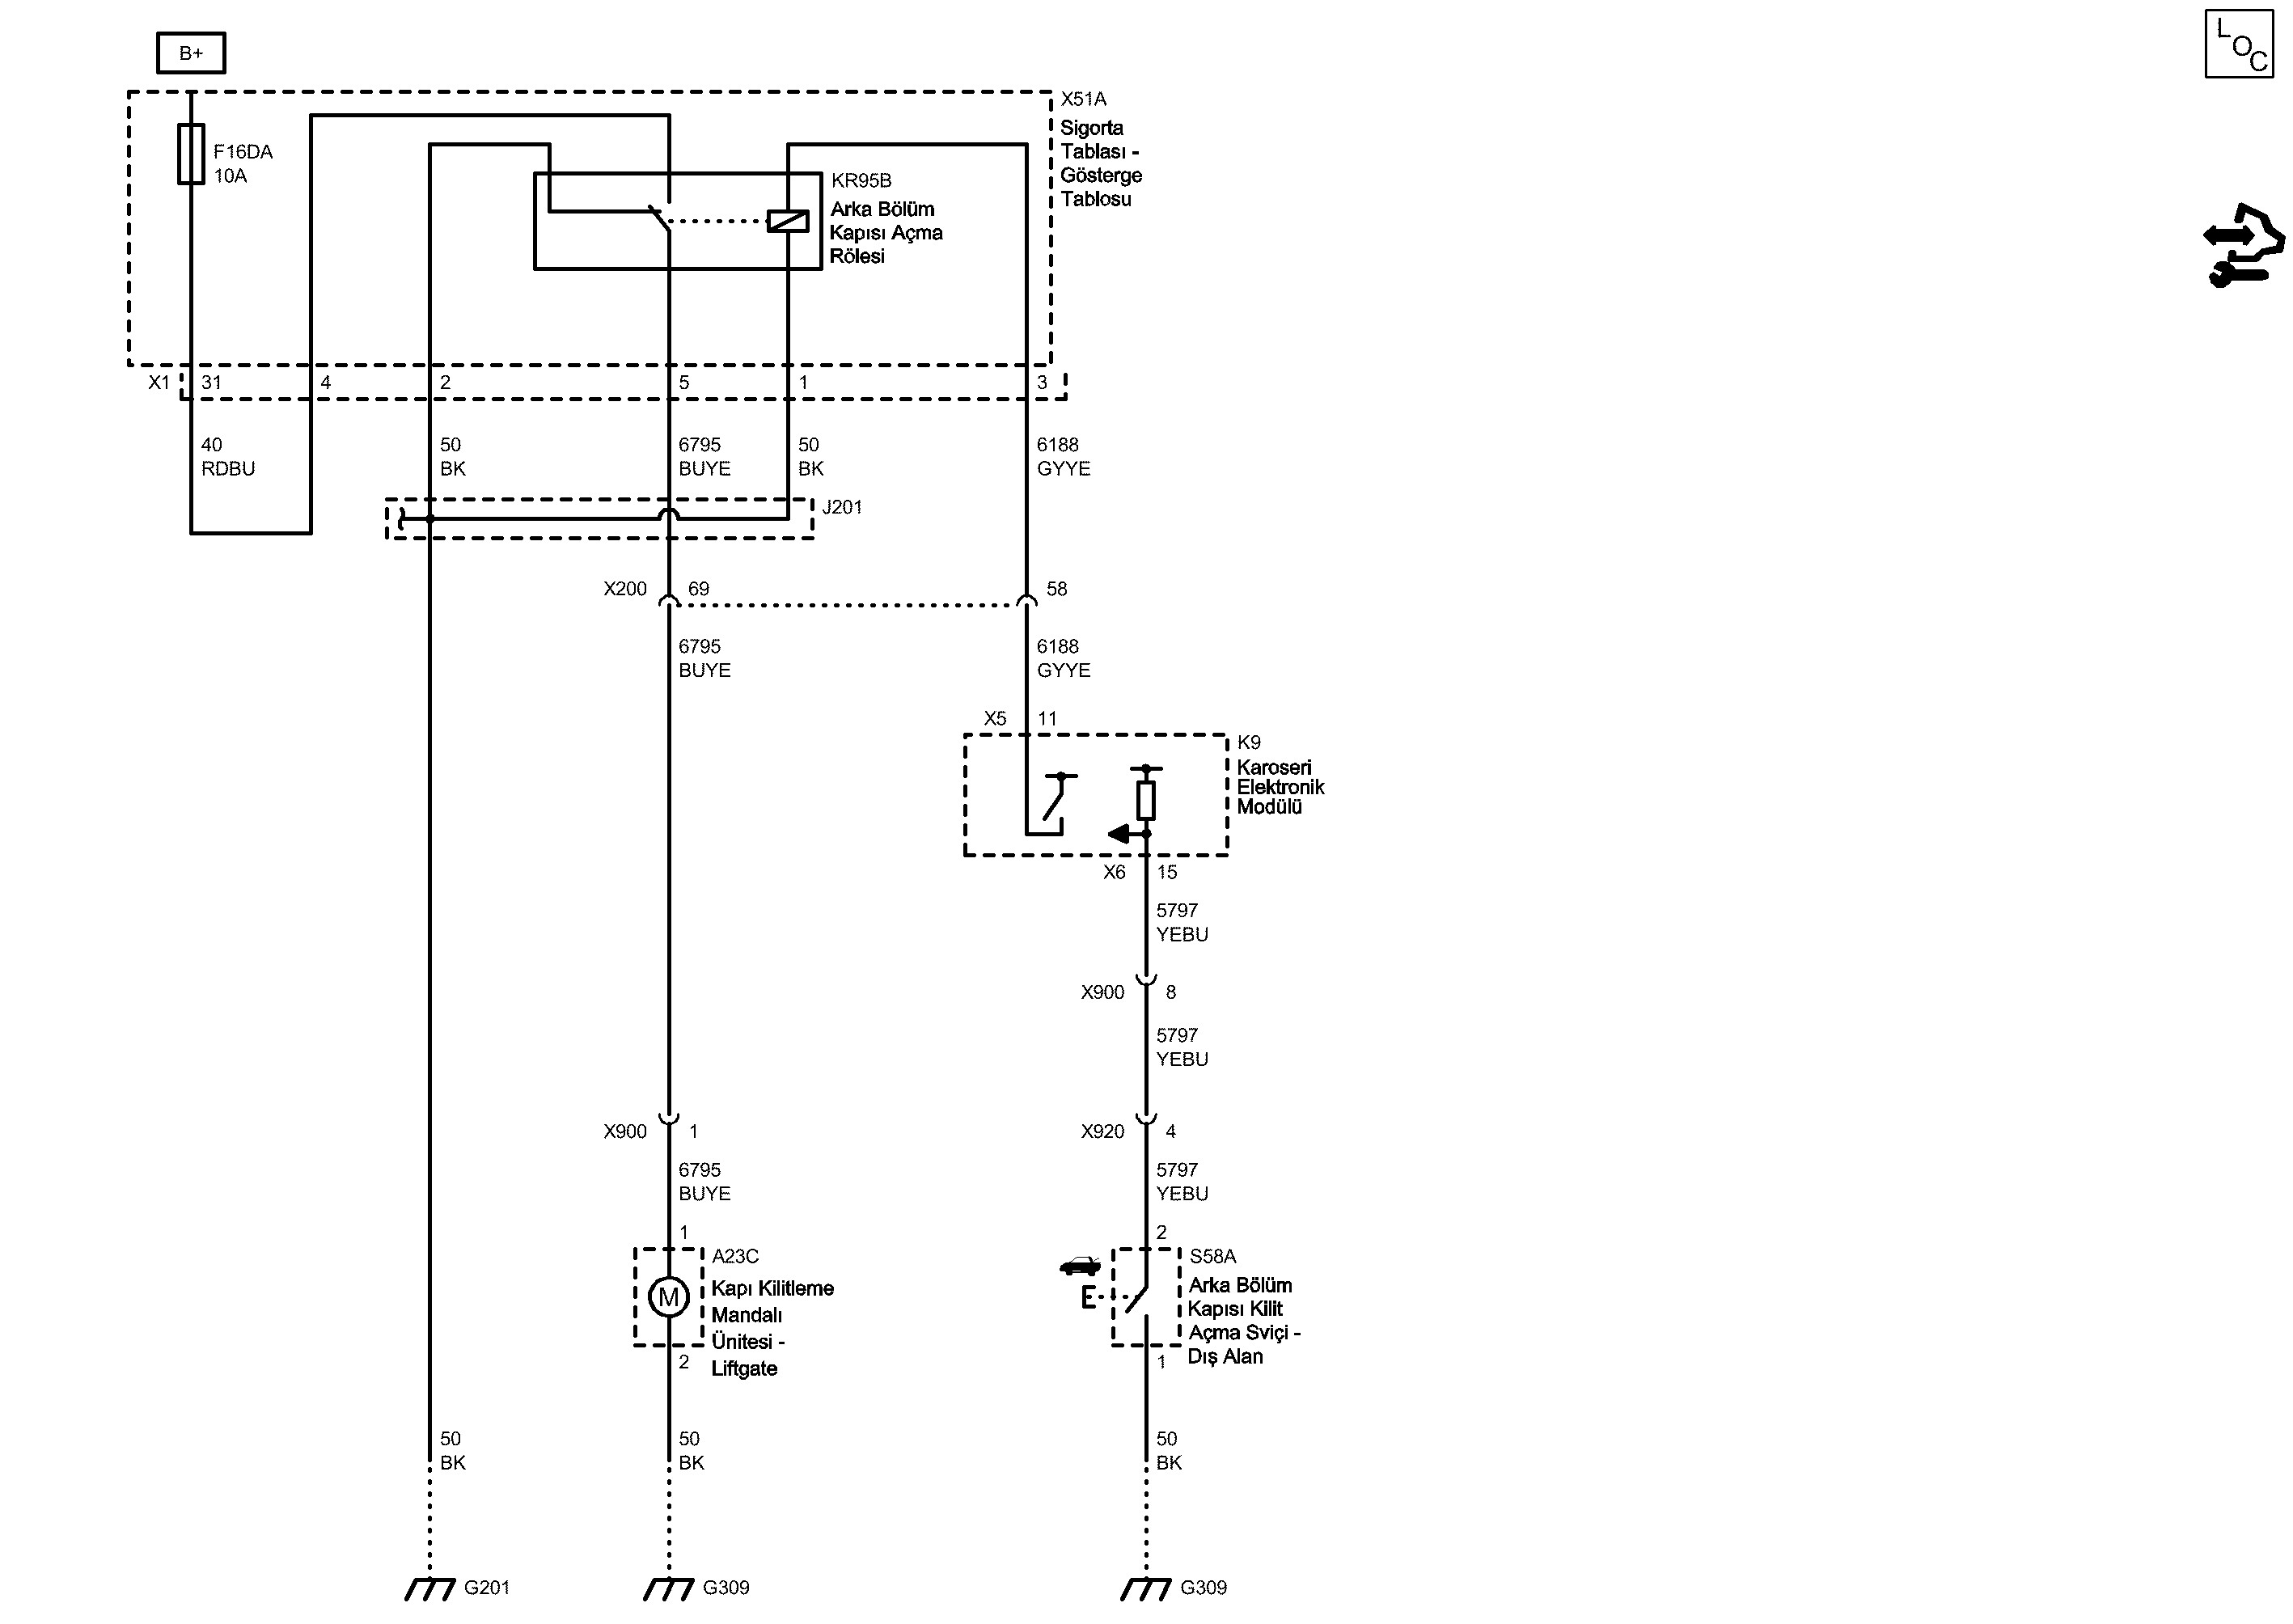 B+
LOC
X51A
Sigorta
Tablası -
Gösterge
Tablosu
F16DA
10A
KR95B
Arka Bölüm
Kapısı Açma
Rölesi
X1 31 4 2 5 1 3
40 50 6795 50 6188
RDBU BK BUYE BK GYYE
J201
X200 69 58
6795 6188
BUYE GYYE
X5 11
K9
Karoseri
Elektronik
Modülü
X6 15
5797
YEBU
X900 8
5797
YEBU
X900 1 X920 4
6795 5797
BUYE YEBU
1 2
A23C
Kapı Kilitleme
Mandalı
Ünitesi -
Liftgate
M
2
S58A
Arka Bölüm
Kapısı Kilit
Açma Sviçi -
Dış Alan
E
1
50 50 50
BK BK BK
G201 G309 G309